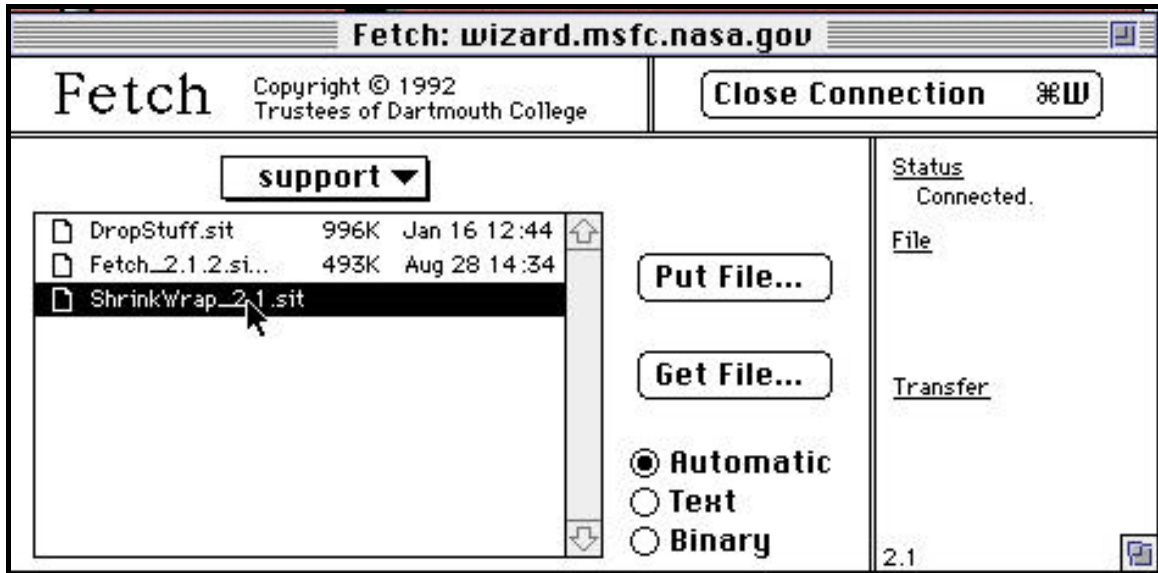 Fetch: wizard.msfc.nasa.gov
Fetch
Copyright © 1992
Trustees of Dartmouth College
Close Connection ⌘W
support
DropStuff.sit 996K Jan 16 12:44
Fetch_2.1.2.si... 493K Aug 28 14:34
ShrinkWrap_2.1.sit
Put File...
Get File...
Automatic
Text
Binary
Status
Connected.
File
Transfer
2.1